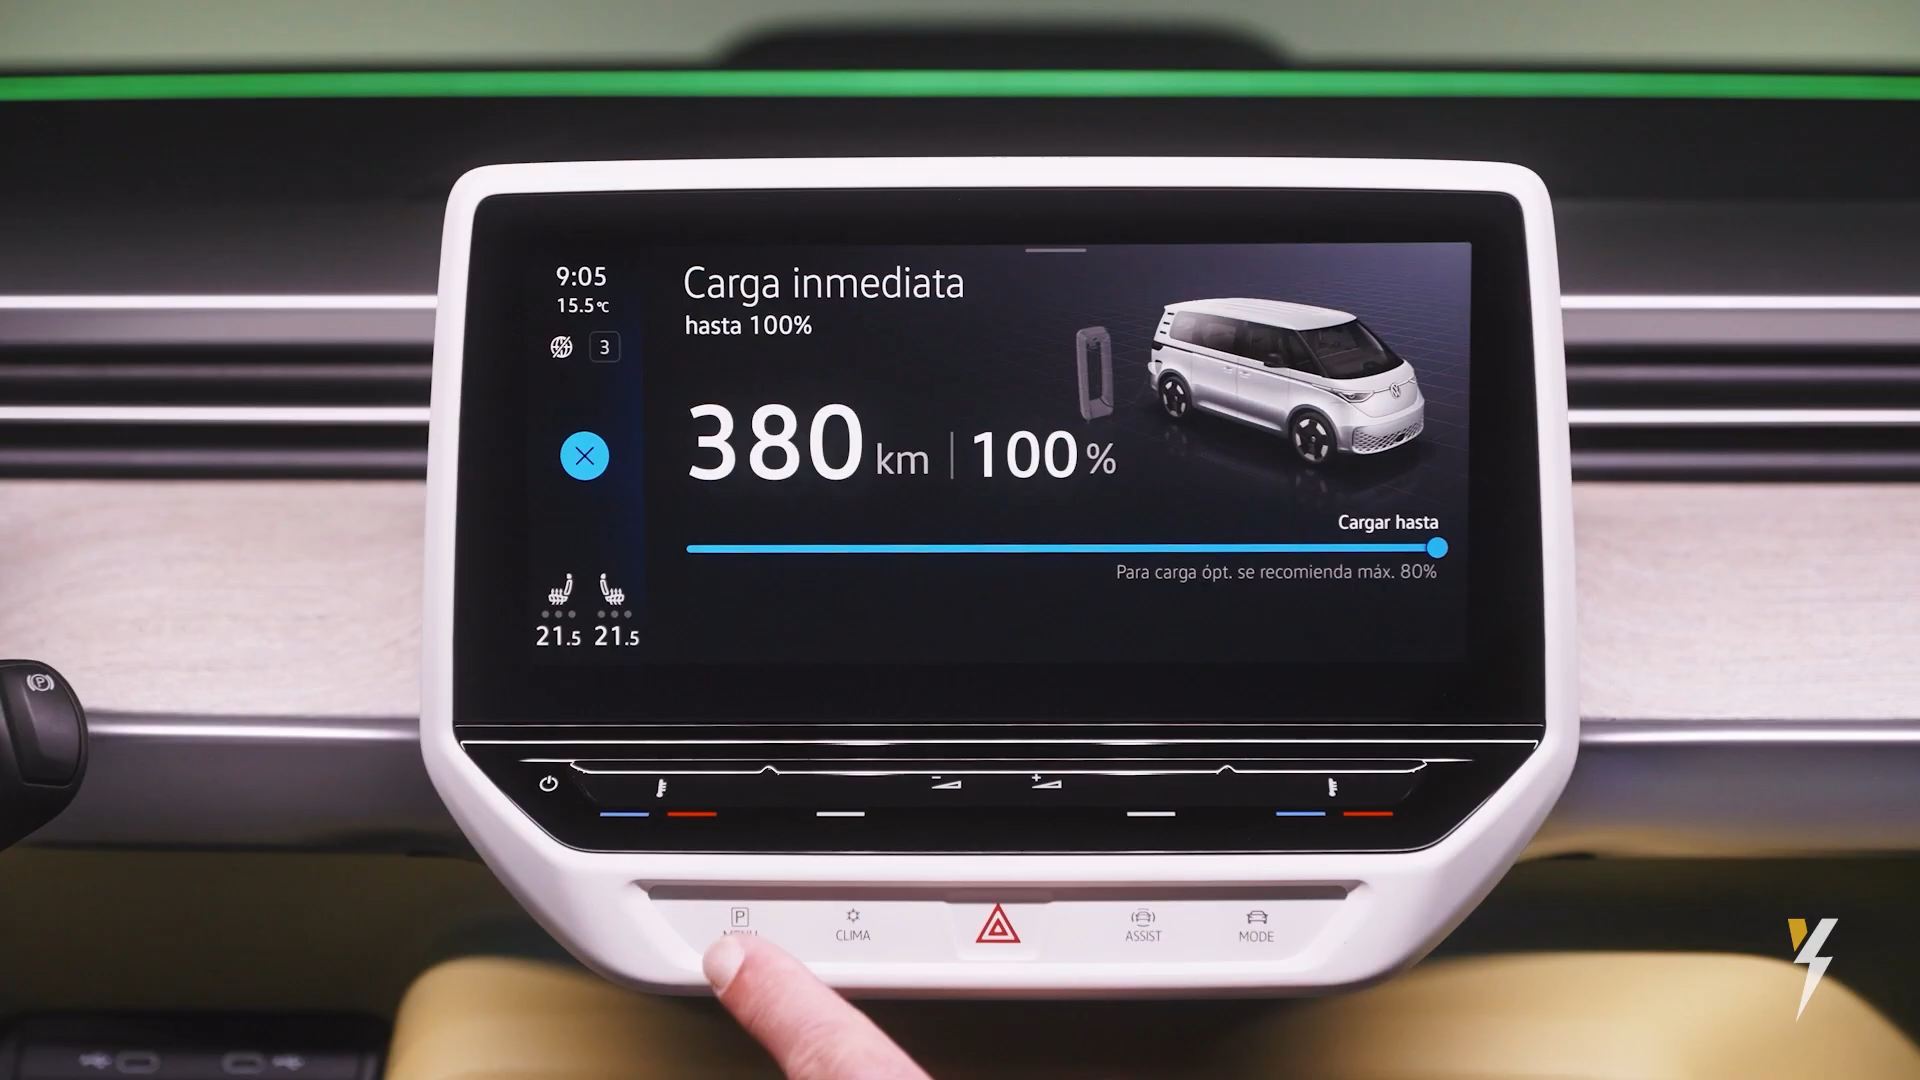 9:05
15.5°C
3
Carga inmediata
hasta 100%
380 km | 100 %
Cargar hasta
Para carga ópt. se recomienda máx. 80%
21.5 21.5
P
MENU
CLIMA
ASSIST
MODE
P